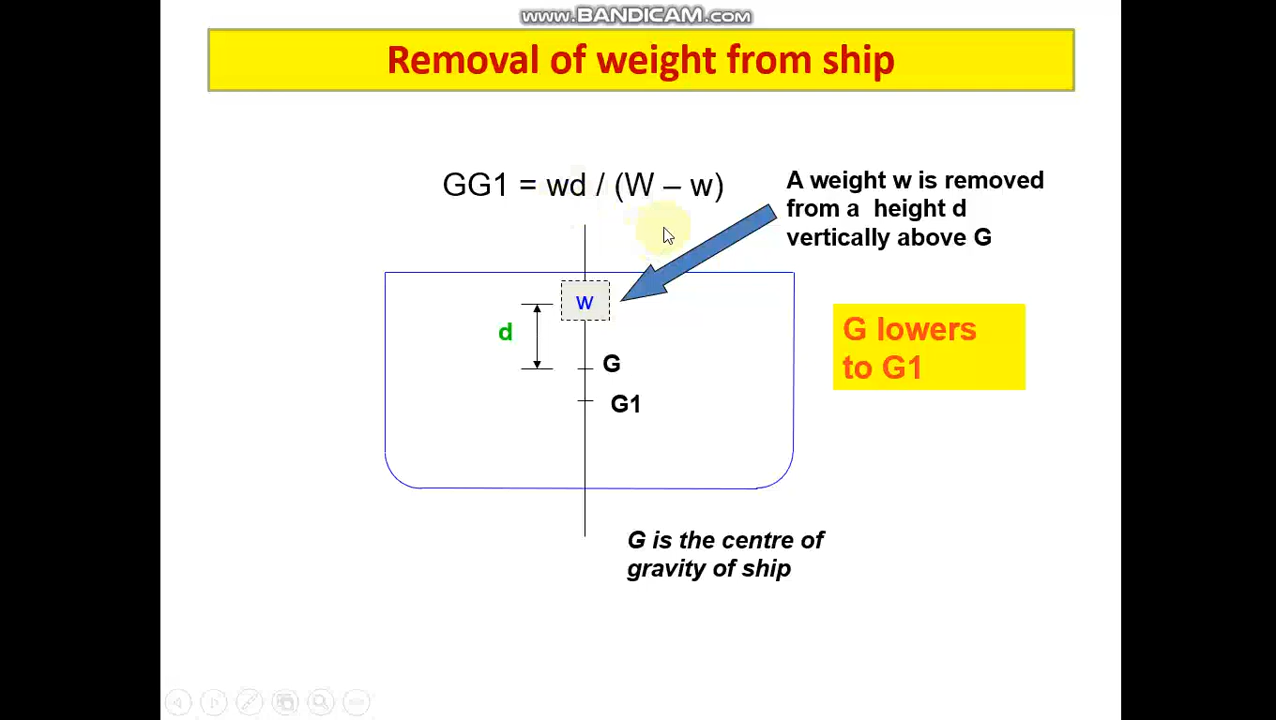 www.BANDICAM.com
Removal of weight from ship
GG1 = wd / (W – w)
A weight w is removed
from a height d
vertically above G
w
d
G
G1
G lowers
to G1
G is the centre of
gravity of ship